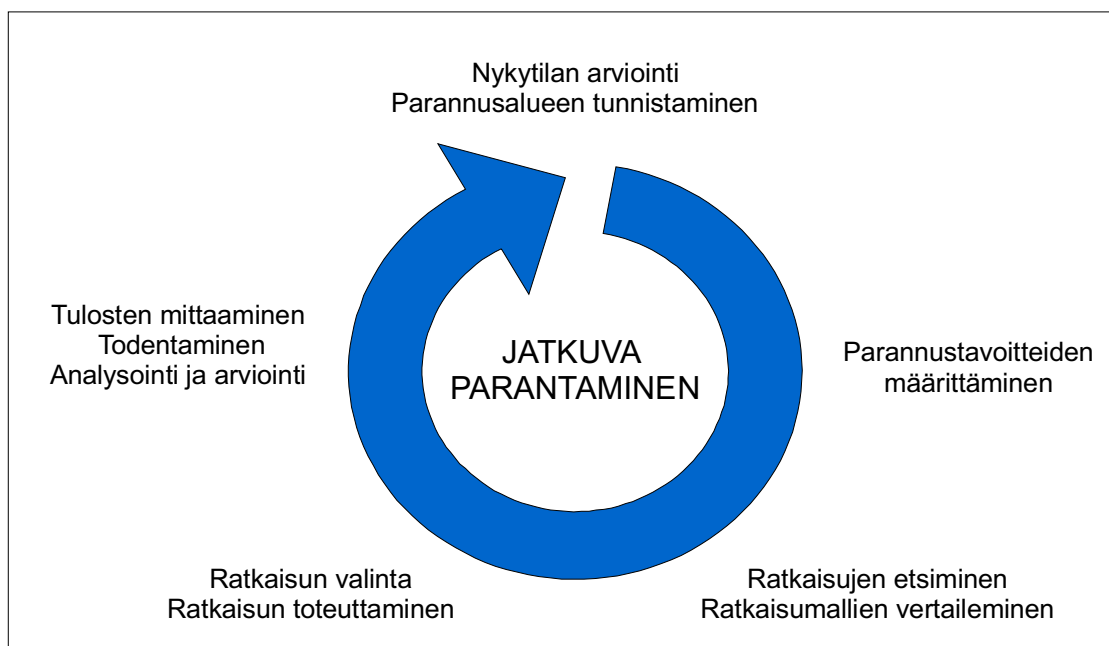 Nykytilan arviointi
Parannusalueen tunnistaminen
Parannustavoitteiden
määrittäminen
Ratkaisujen etsiminen
Ratkaisumallien vertaileminen
Ratkaisun valinta
Ratkaisun toteuttaminen
Tulosten mittaaminen
Todentaminen
Analysointi ja arviointi
JATKUVA
PARANTAMINEN